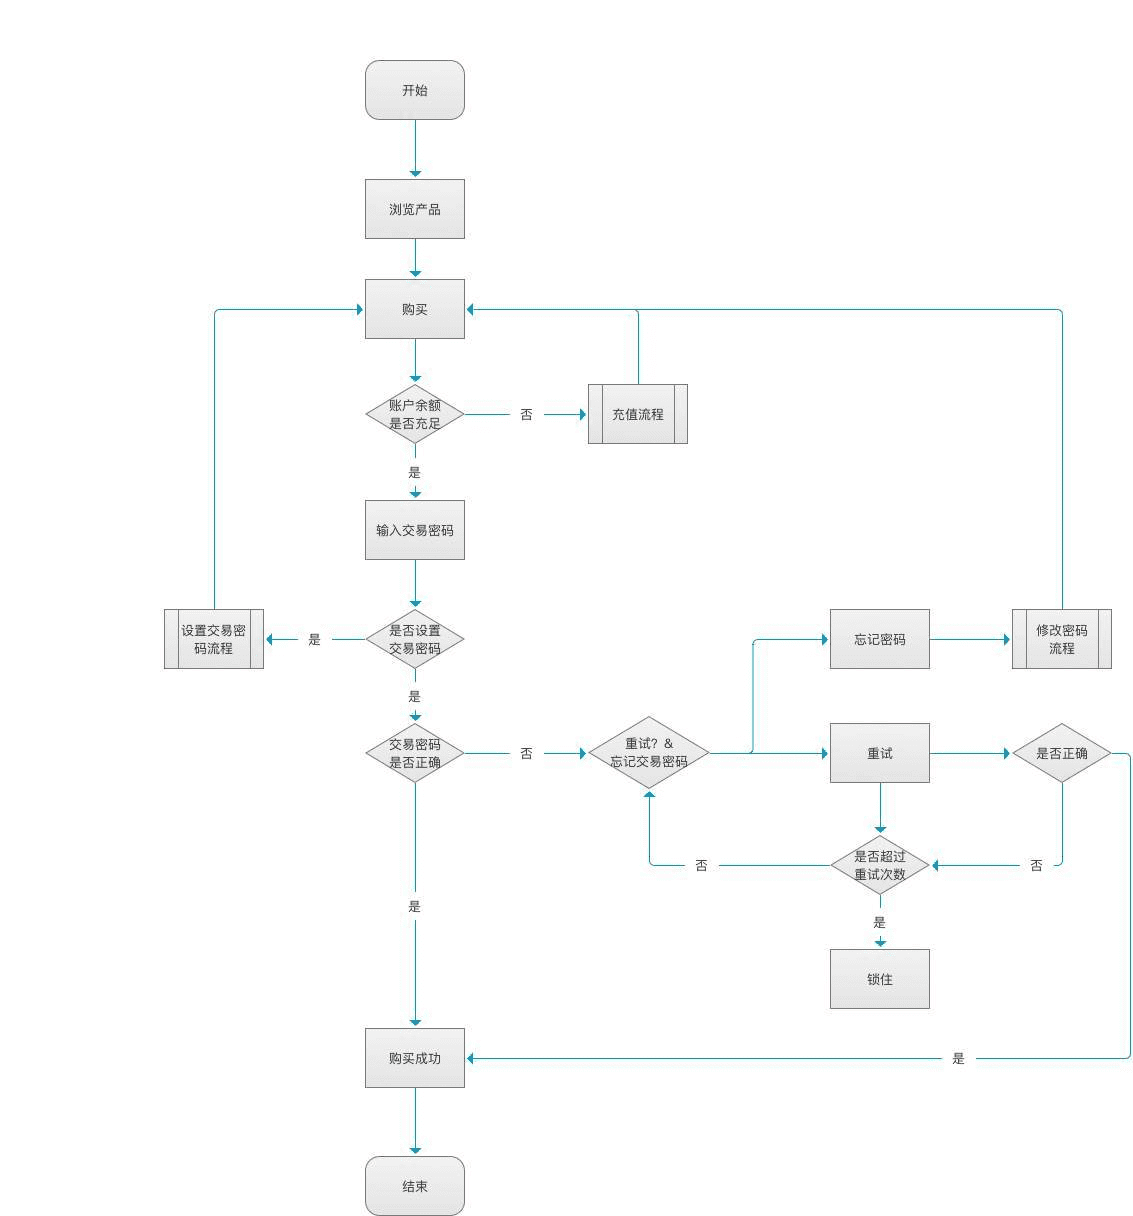 开始
浏览产品
购买
账户余额
是否充足
否
充值流程
是
输入交易密码
设置交易密
码流程
是
是否设置
交易密码
忘记密码
修改密码
流程
是
交易密码
是否正确
否
重试？&
忘记交易密码
重试
是否正确
否
是否超过
重试次数
否
是
是
锁住
购买成功
是
结束